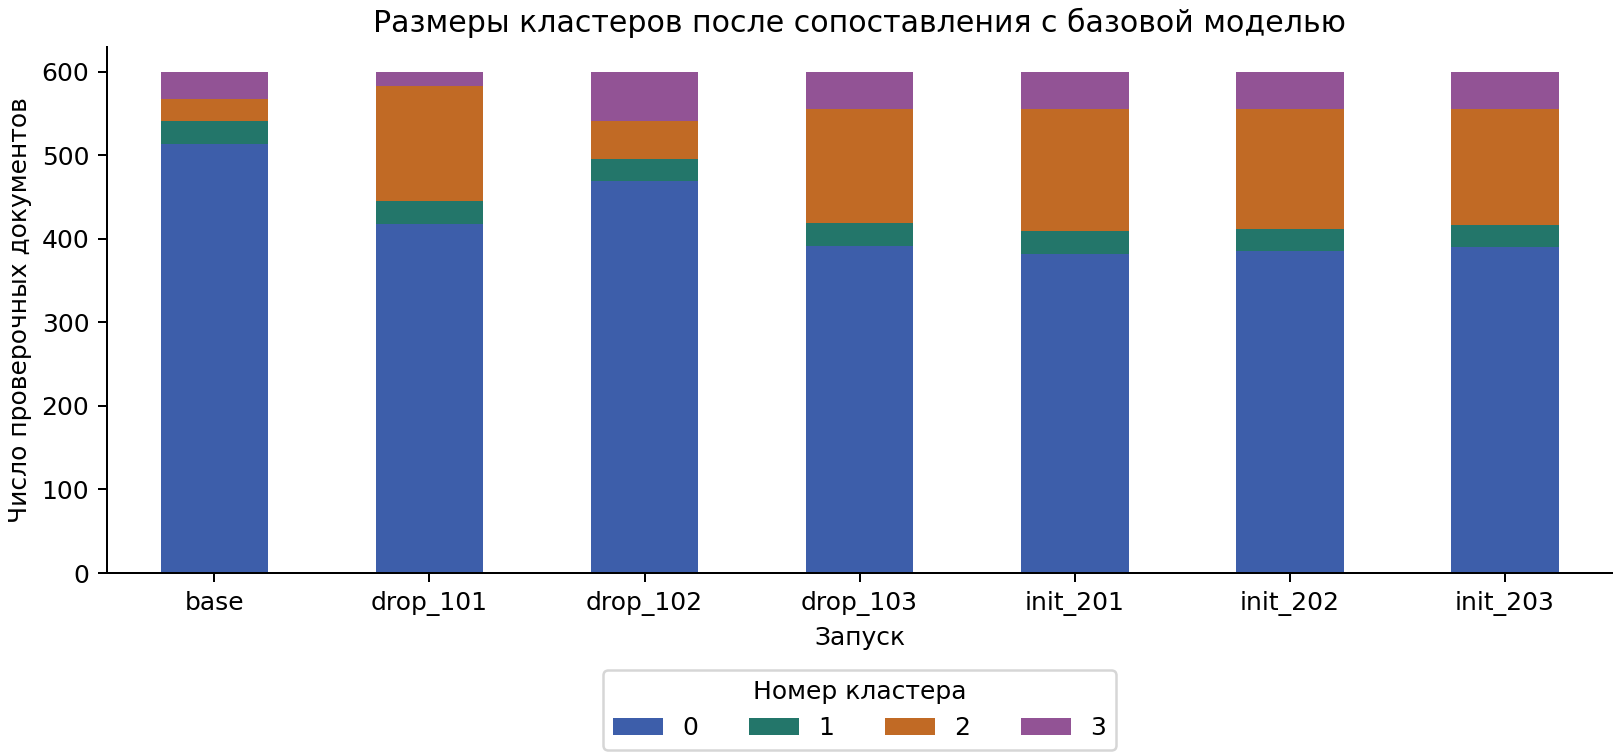 Размеры кластеров после сопоставления с базовой моделью
Число проверочных документов
600
500
400
300
200
100
0
base drop_101 drop_102 drop_103 init_201 init_202 init_203
Запуск
Номер кластера
0 1 2 3